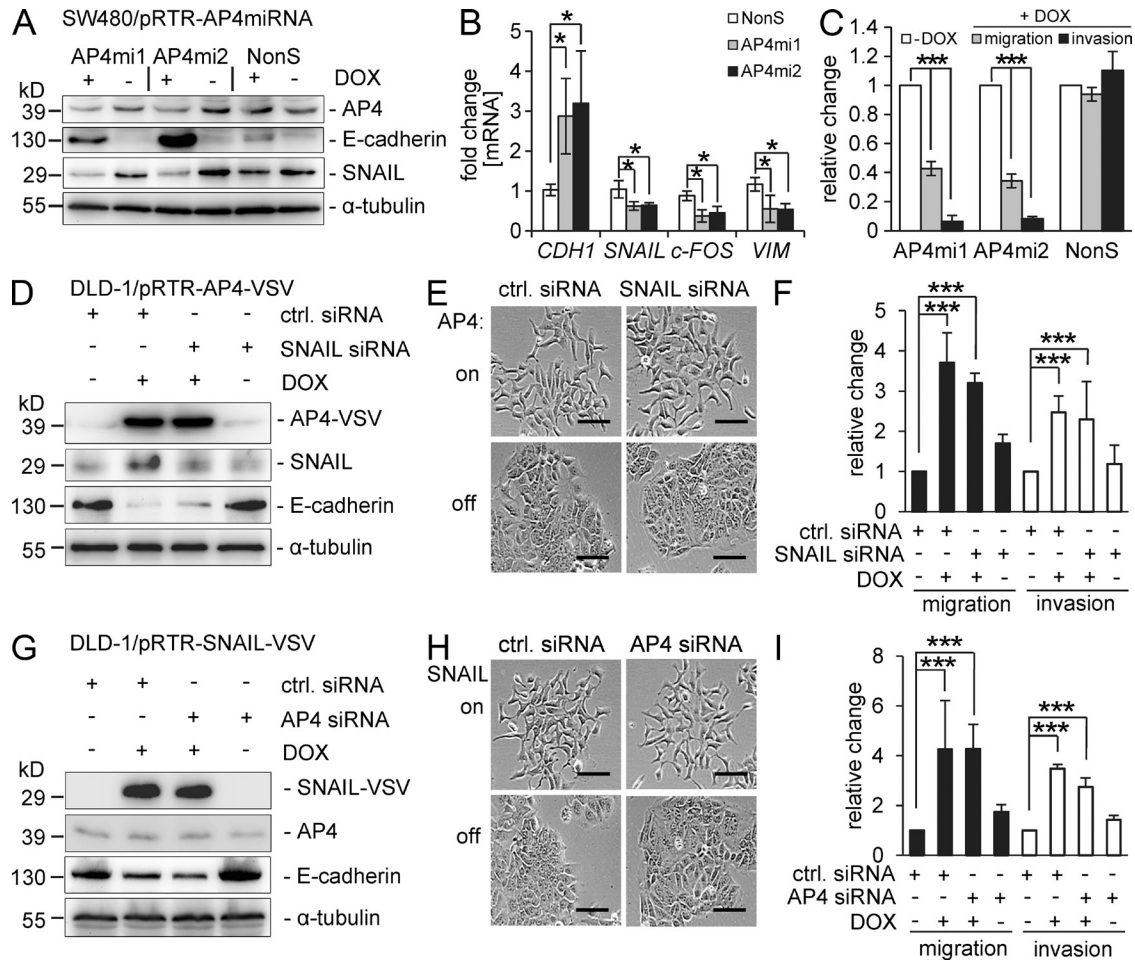 A
SW480/pRTR-AP4miRNA
AP4mi1 | AP4mi2 | NonS
+ - + - + - DOX
kD
39 - AP4
130 - E-cadherin
29 - SNAIL
55 - α-tubulin
B
fold change
[mRNA]
5
4
3
2
1
0
NonS
AP4mi1
AP4mi2
* * * * * * * *
CDH1 SNAIL c-FOS VIM
C
+ DOX
-DOX migration invasion
*** ***
relative change
1.4
1.2
1
0.8
0.6
0.4
0.2
0
AP4mi1 AP4mi2 NonS
D
DLD-1/pRTR-AP4-VSV
+ + - - ctrl. siRNA
- - + + SNAIL siRNA
- + + - DOX
kD
39 - AP4-VSV
29 - SNAIL
130 - E-cadherin
55 - α-tubulin
E
ctrl. siRNA SNAIL siRNA
AP4:
on
off
F
relative change
5
4
3
2
1
0
***
***
***
***
ctrl. siRNA + + - - + + - -
SNAIL siRNA - - + + - - + +
DOX - + + - - + + -
migration invasion
G
DLD-1/pRTR-SNAIL-VSV
+ + - - ctrl. siRNA
- - + + AP4 siRNA
- + + - DOX
kD
29 - SNAIL-VSV
39 - AP4
130 - E-cadherin
55 - α-tubulin
H
ctrl. siRNA AP4 siRNA
SNAIL
on
off
I
relative change
8
6
4
2
0
***
***
***
***
ctrl. siRNA + + - - + + - -
AP4 siRNA - - + + - - + +
DOX - + + - - + + -
migration invasion